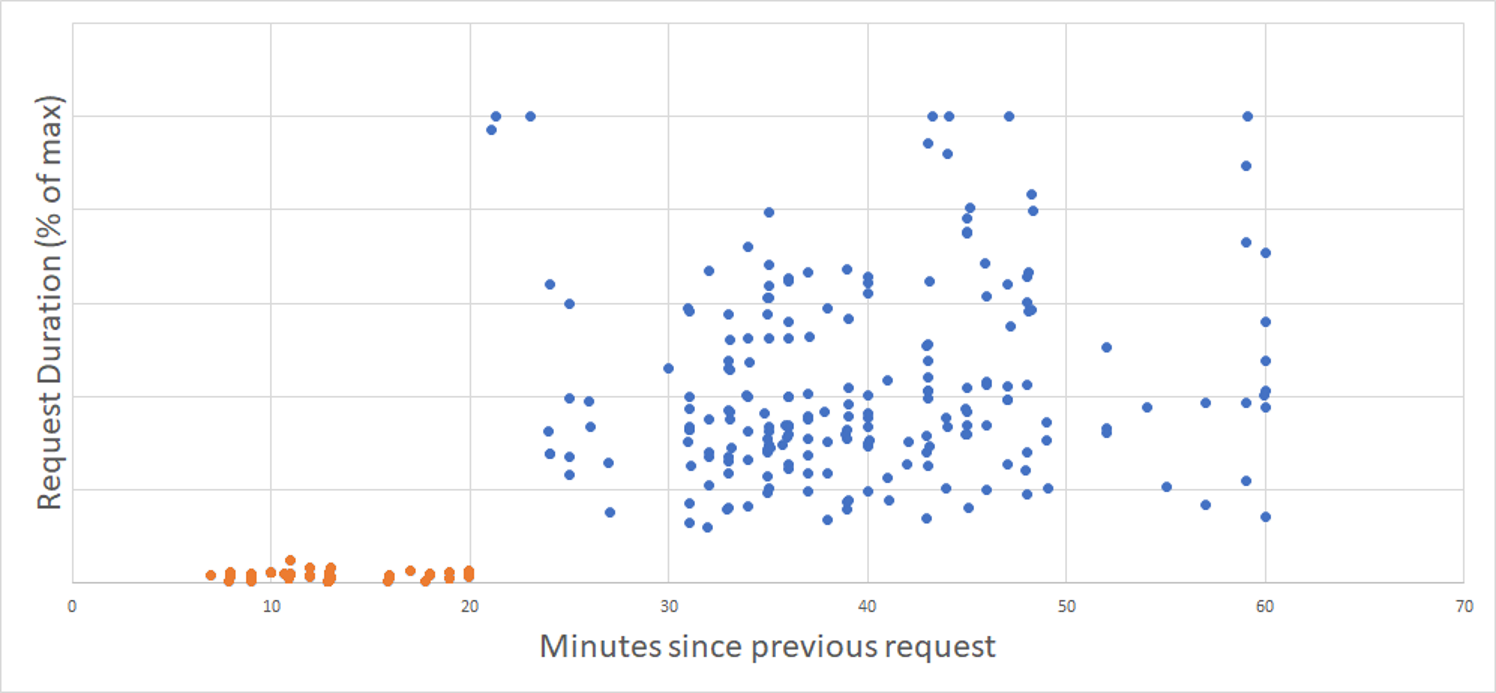 Request Duration (% of max)
0 10 20 30 40 50 60 70
Minutes since previous request